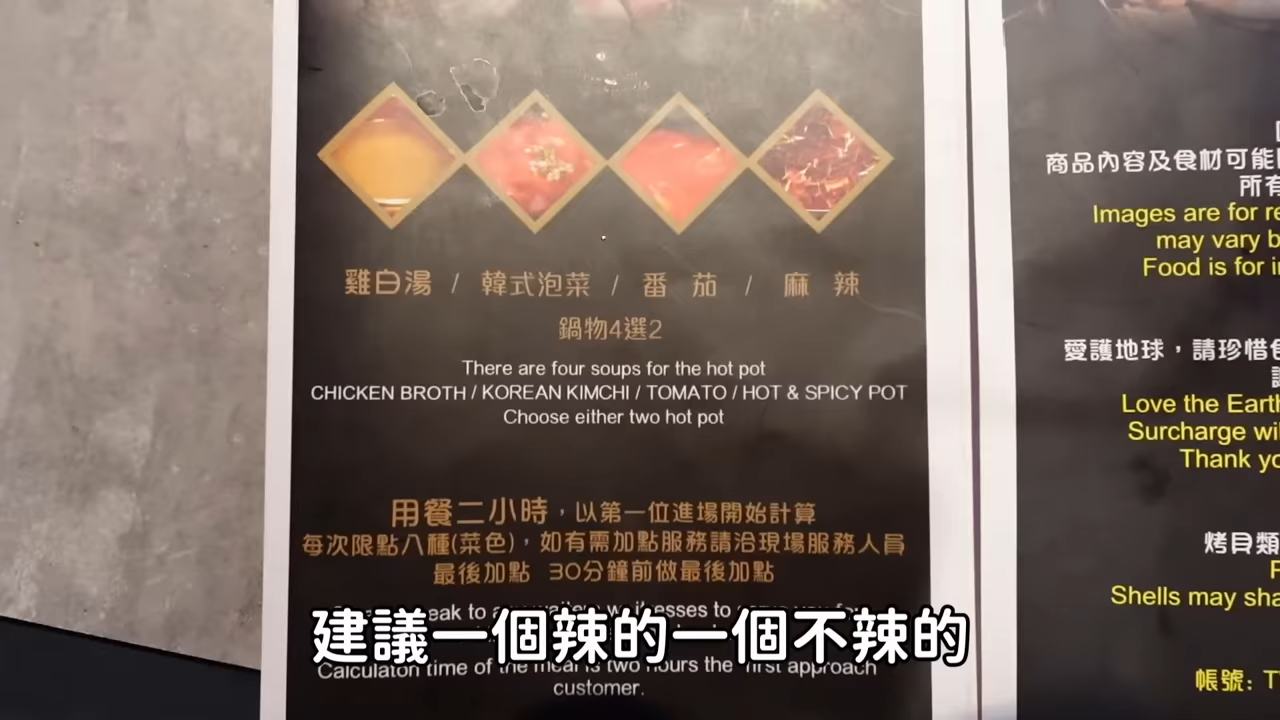 雞白湯 / 韓式泡菜 / 番茄 / 麻辣
鍋物4選2
There are four soups for the hot pot
CHICKEN BROTH / KOREAN KIMCHI / TOMATO / HOT & SPICY POT
Choose either two hot pot
用餐二小時，以第一位進場開始計算
每次限點八種(菜色)，如有需加點服務請洽現場服務人員
最後加點 30分鐘前做最後加點
Calculaton time of the meal is two hours the first approach
customer.
商品內容及食材可能
所有
Images are for
may vary
Food is for
愛護地球，請珍惜
Love the Earth
Surcharge
Thank
烤貝類
Shells may
帳號: T
建議一個辣的一個不辣的